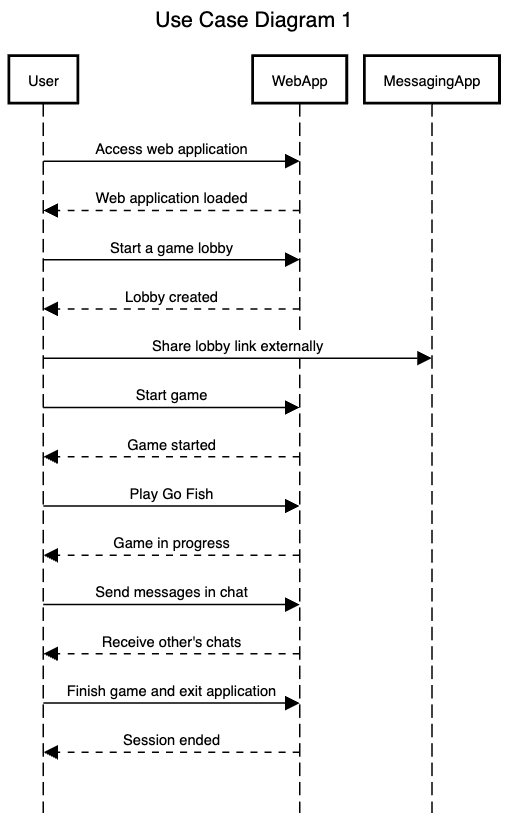 Use Case Diagram 1
User
WebApp
MessagingApp
Access web application
Web application loaded
Start a game lobby
Lobby created
Share lobby link externally
Start game
Game started
Play Go Fish
Game in progress
Send messages in chat
Receive other's chats
Finish game and exit application
Session ended